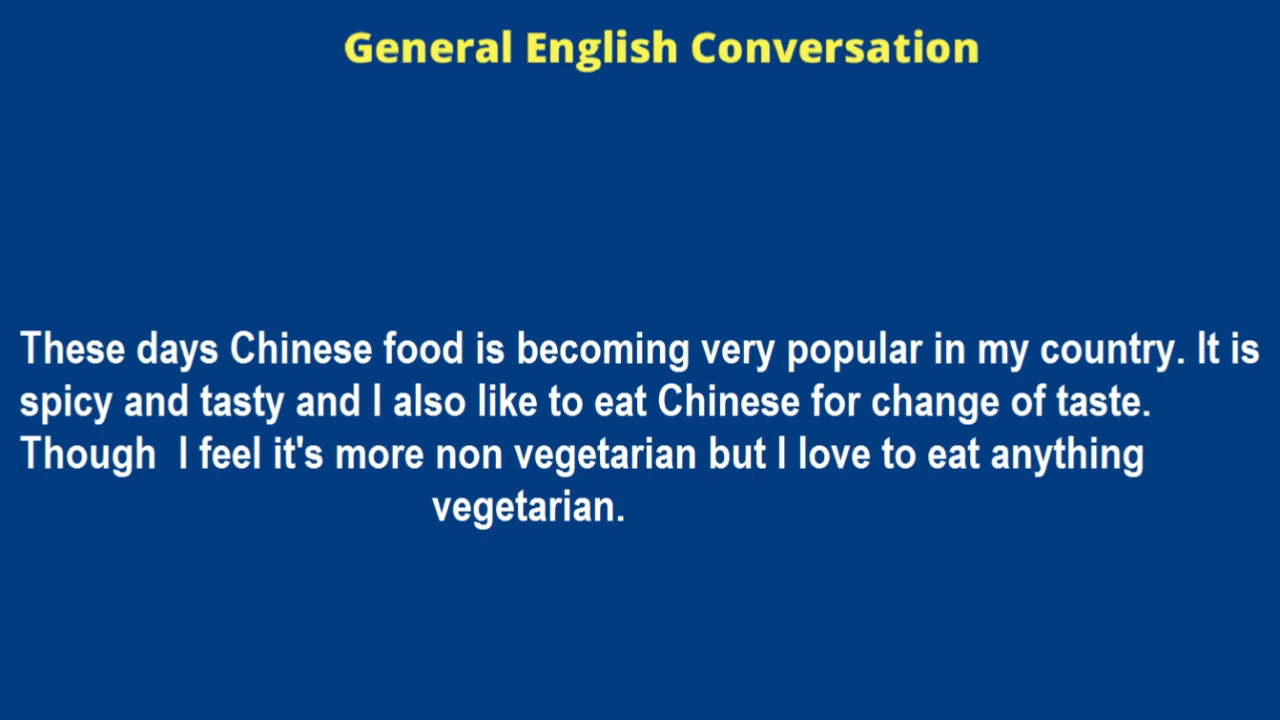 General English Conversation
These days Chinese food is becoming very popular in my country. It is
spicy and tasty and I also like to eat Chinese for change of taste.
Though  I feel it's more non vegetarian but I love to eat anything
vegetarian.